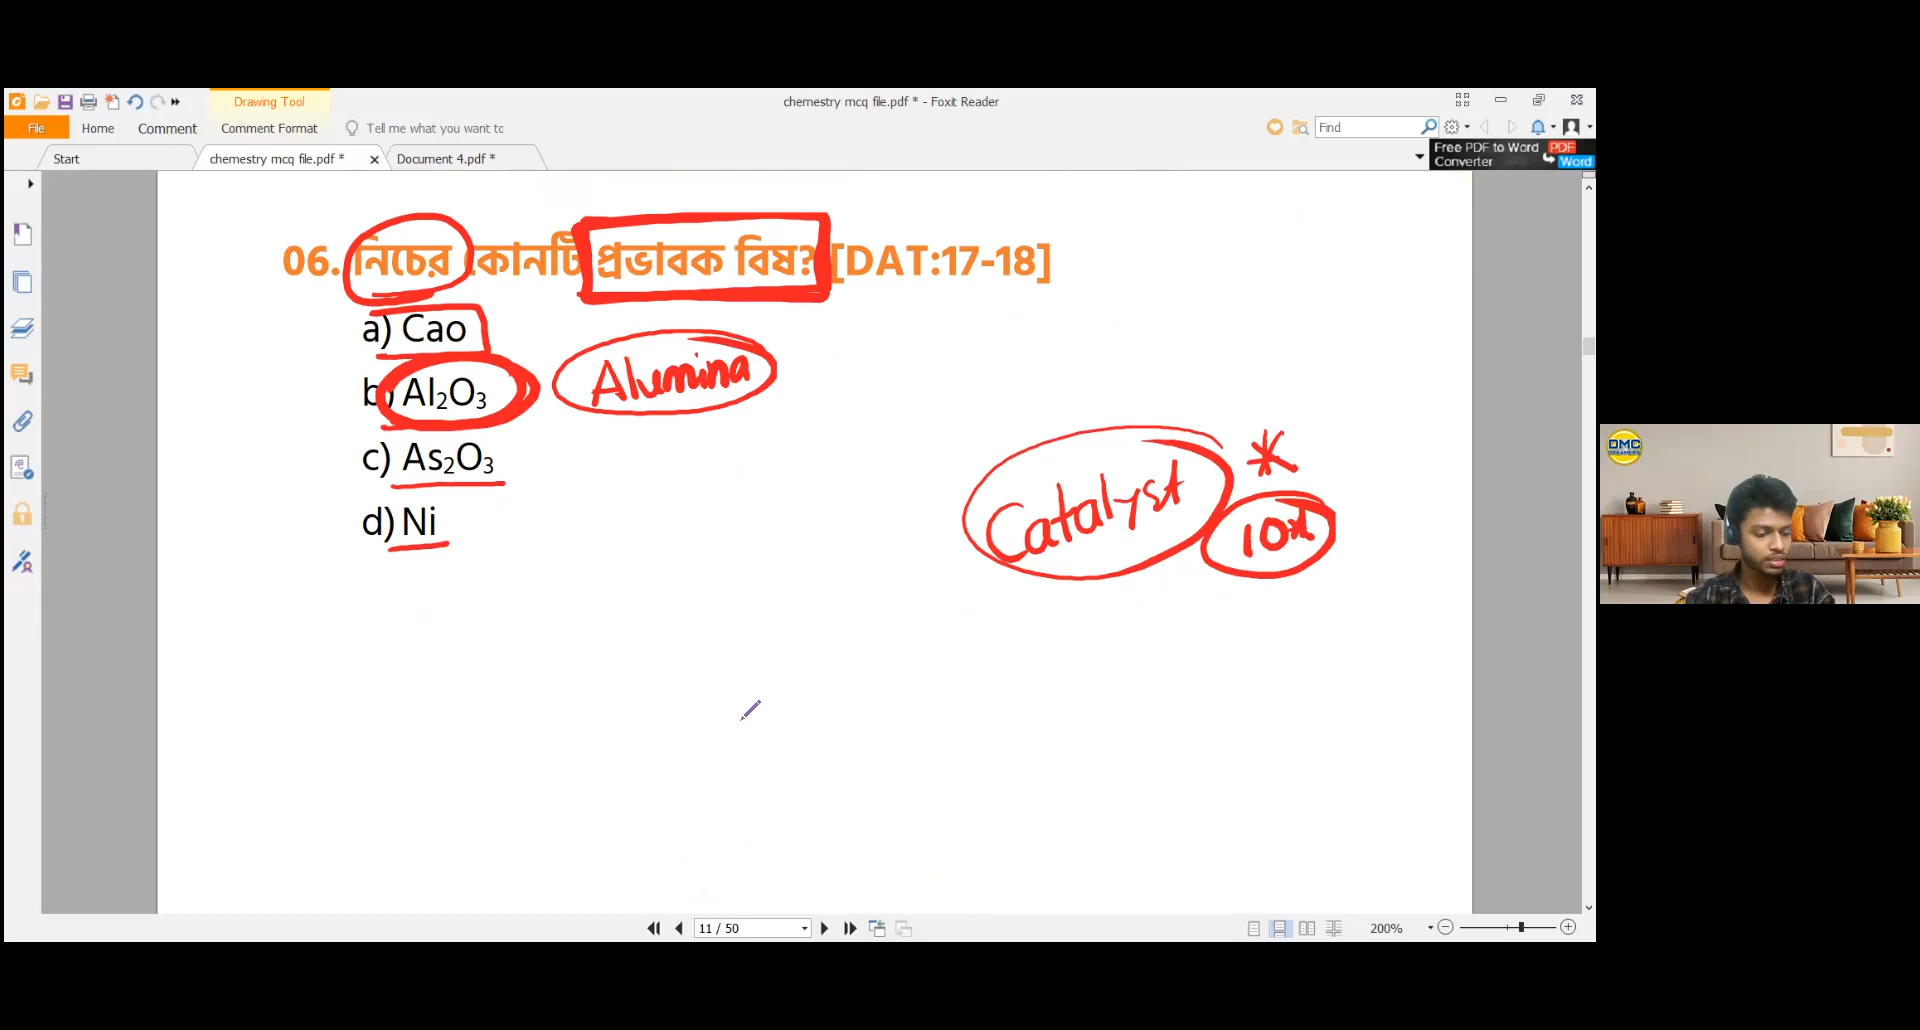 chemestry mcq file.pdf * - Foxit Reader
Drawing Tool
File Home Comment Comment Format Tell me what you want to Find
Start chemestry mcq file.pdf * Document 4.pdf *
Free PDF to Word Converter PDF Word
06. নিচের কোনটি প্রভাবক বিষ? [DAT:17-18]
a) Cao
b) Al₂O₃ Alumina
c) As₂O₃
d) Ni
Catalyst *
DMC
DREAMERS
11 / 50
200%